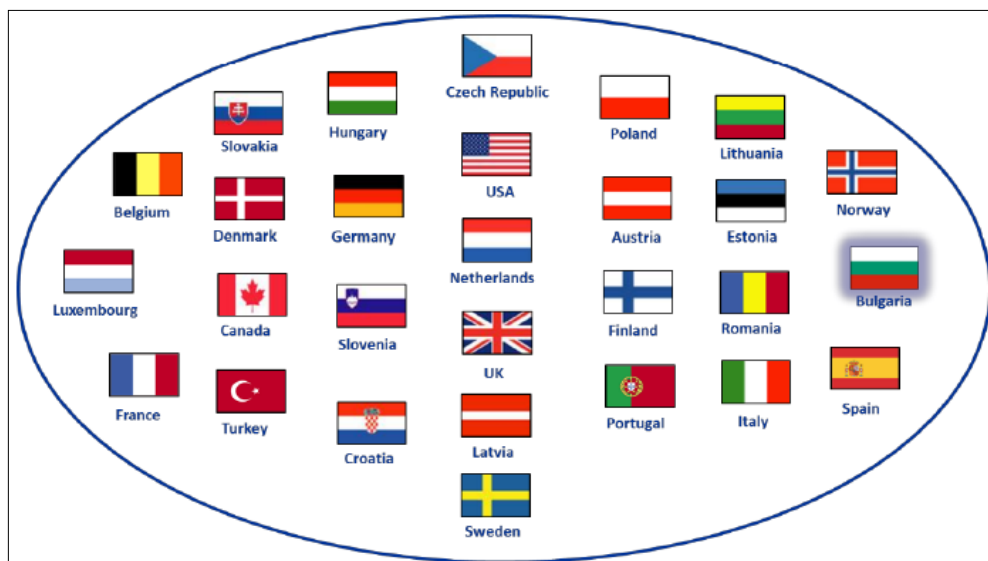 Czech Republic
Hungary
Poland
Slovakia
Lithuania
USA
Belgium
Norway
Denmark
Germany
Austria
Estonia
Netherlands
Luxembourg
Bulgaria
Canada
Slovenia
Finland
Romania
UK
France
Turkey
Portugal
Italy
Spain
Croatia
Latvia
Sweden